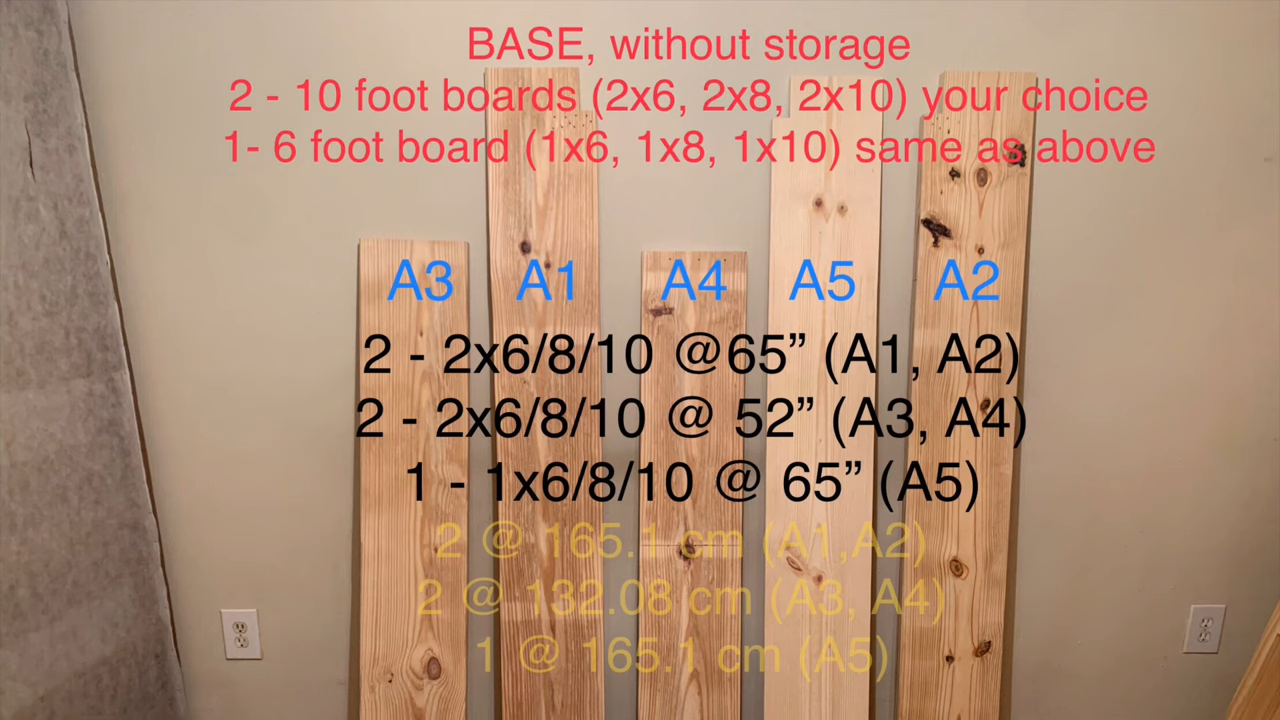 BASE, without storage
2 - 10 foot boards (2x6, 2x8, 2x10) your choice
1- 6 foot board (1x6, 1x8, 1x10) same as above
A3 A1 A4 A5 A2
2 - 2x6/8/10 @65” (A1, A2)
2 - 2x6/8/10 @ 52” (A3, A4)
1 - 1x6/8/10 @ 65” (A5)
2 @ 165.1 cm (A1,A2)
2 @ 132.08 cm (A3, A4)
1 @ 165.1 cm (A5)